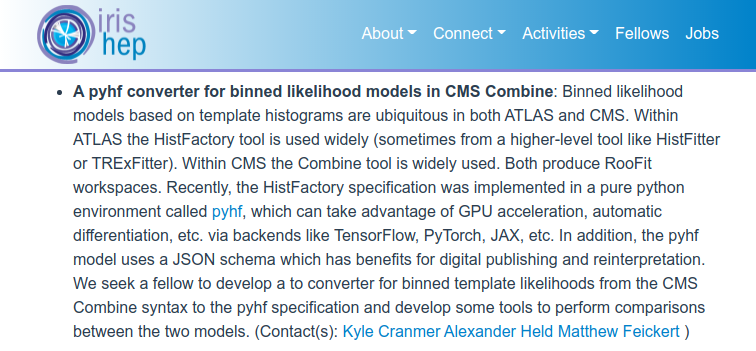 iris
hep
About Connect Activities Fellows Jobs
• A pyhf converter for binned likelihood models in CMS Combine: Binned likelihood
models based on template histograms are ubiquitous in both ATLAS and CMS. Within
ATLAS the HistFactory tool is used widely (sometimes from a higher-level tool like HistFitter
or TRExFitter). Within CMS the Combine tool is widely used. Both produce RooFit
workspaces. Recently, the HistFactory specification was implemented in a pure python
environment called pyhf, which can take advantage of GPU acceleration, automatic
differentiation, etc. via backends like TensorFlow, PyTorch, JAX, etc. In addition, the pyhf
model uses a JSON schema which has benefits for digital publishing and reinterpretation.
We seek a fellow to develop a to converter for binned template likelihoods from the CMS
Combine syntax to the pyhf specification and develop some tools to perform comparisons
between the two models. (Contact(s): Kyle Cranmer Alexander Held Matthew Feickert )